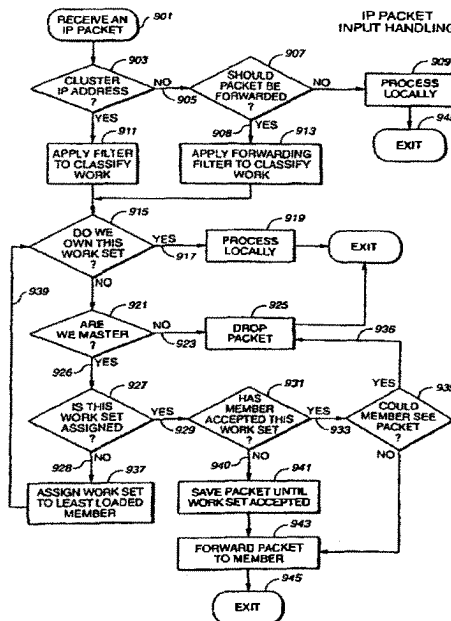 IP PACKET
INPUT HANDLING
RECEIVE AN
IP PACKET
901
903
CLUSTER
IP ADDRESS
?
NO
905
YES
907
SHOULD
PACKET BE
FORWARDED
?
NO
908
YES
909
PROCESS
LOCALLY
EXIT
911
APPLY FILTER
TO CLASSIFY
WORK
913
APPLY FORWARDING
FILTER TO CLASSIFY
WORK
915
DO WE
OWN THIS
WORK SET
?
YES
917
NO
919
PROCESS
LOCALLY
EXIT
939
921
ARE
WE MASTER
?
NO
923
YES
926
925
DROP
PACKET
936
927
IS THIS
WORK SET
ASSIGNED
?
YES
929
NO
928
931
HAS
MEMBER
ACCEPTED THIS
WORK SET
?
YES
933
NO
940
COULD
MEMBER SEE
PACKET
?
YES
NO
937
ASSIGN WORK SET
TO LEAST LOADED
MEMBER
941
SAVE PACKET UNTIL
WORK SET ACCEPTED
943
FORWARD PACKET
TO MEMBER
945
EXIT